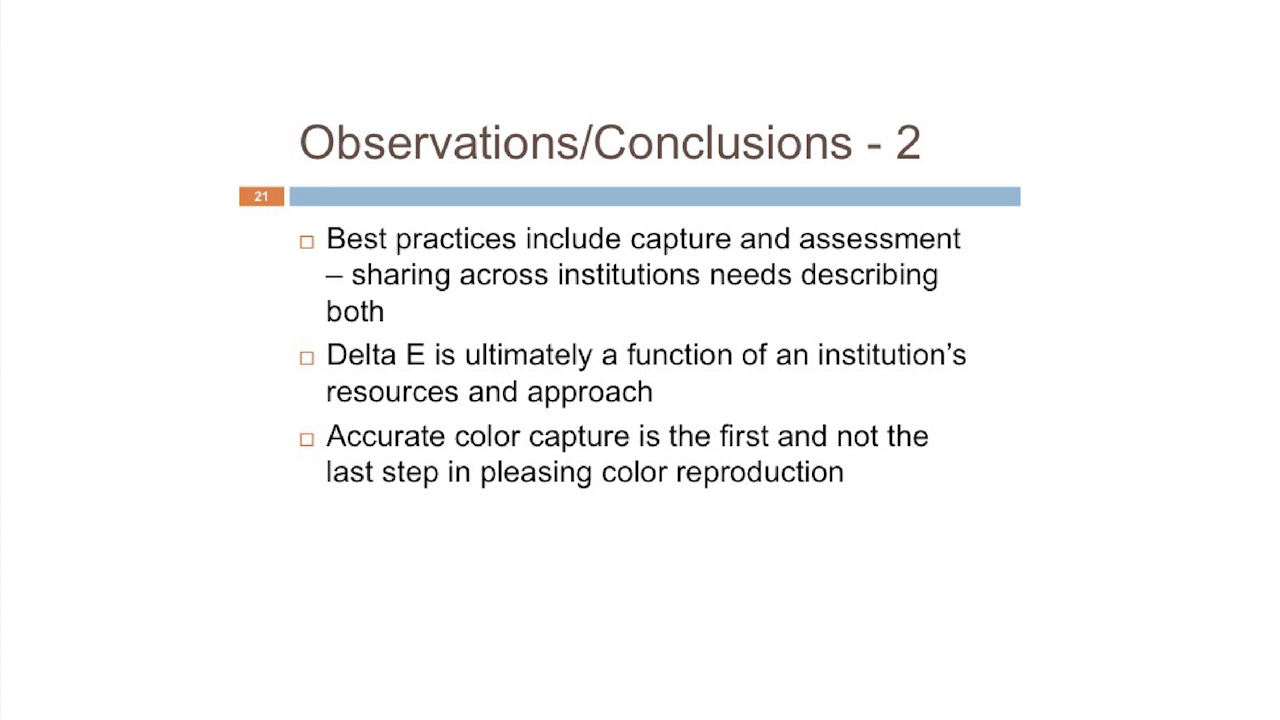 Observations/Conclusions - 2
21
Best practices include capture and assessment
– sharing across institutions needs describing
both
Delta E is ultimately a function of an institution’s
resources and approach
Accurate color capture is the first and not the
last step in pleasing color reproduction